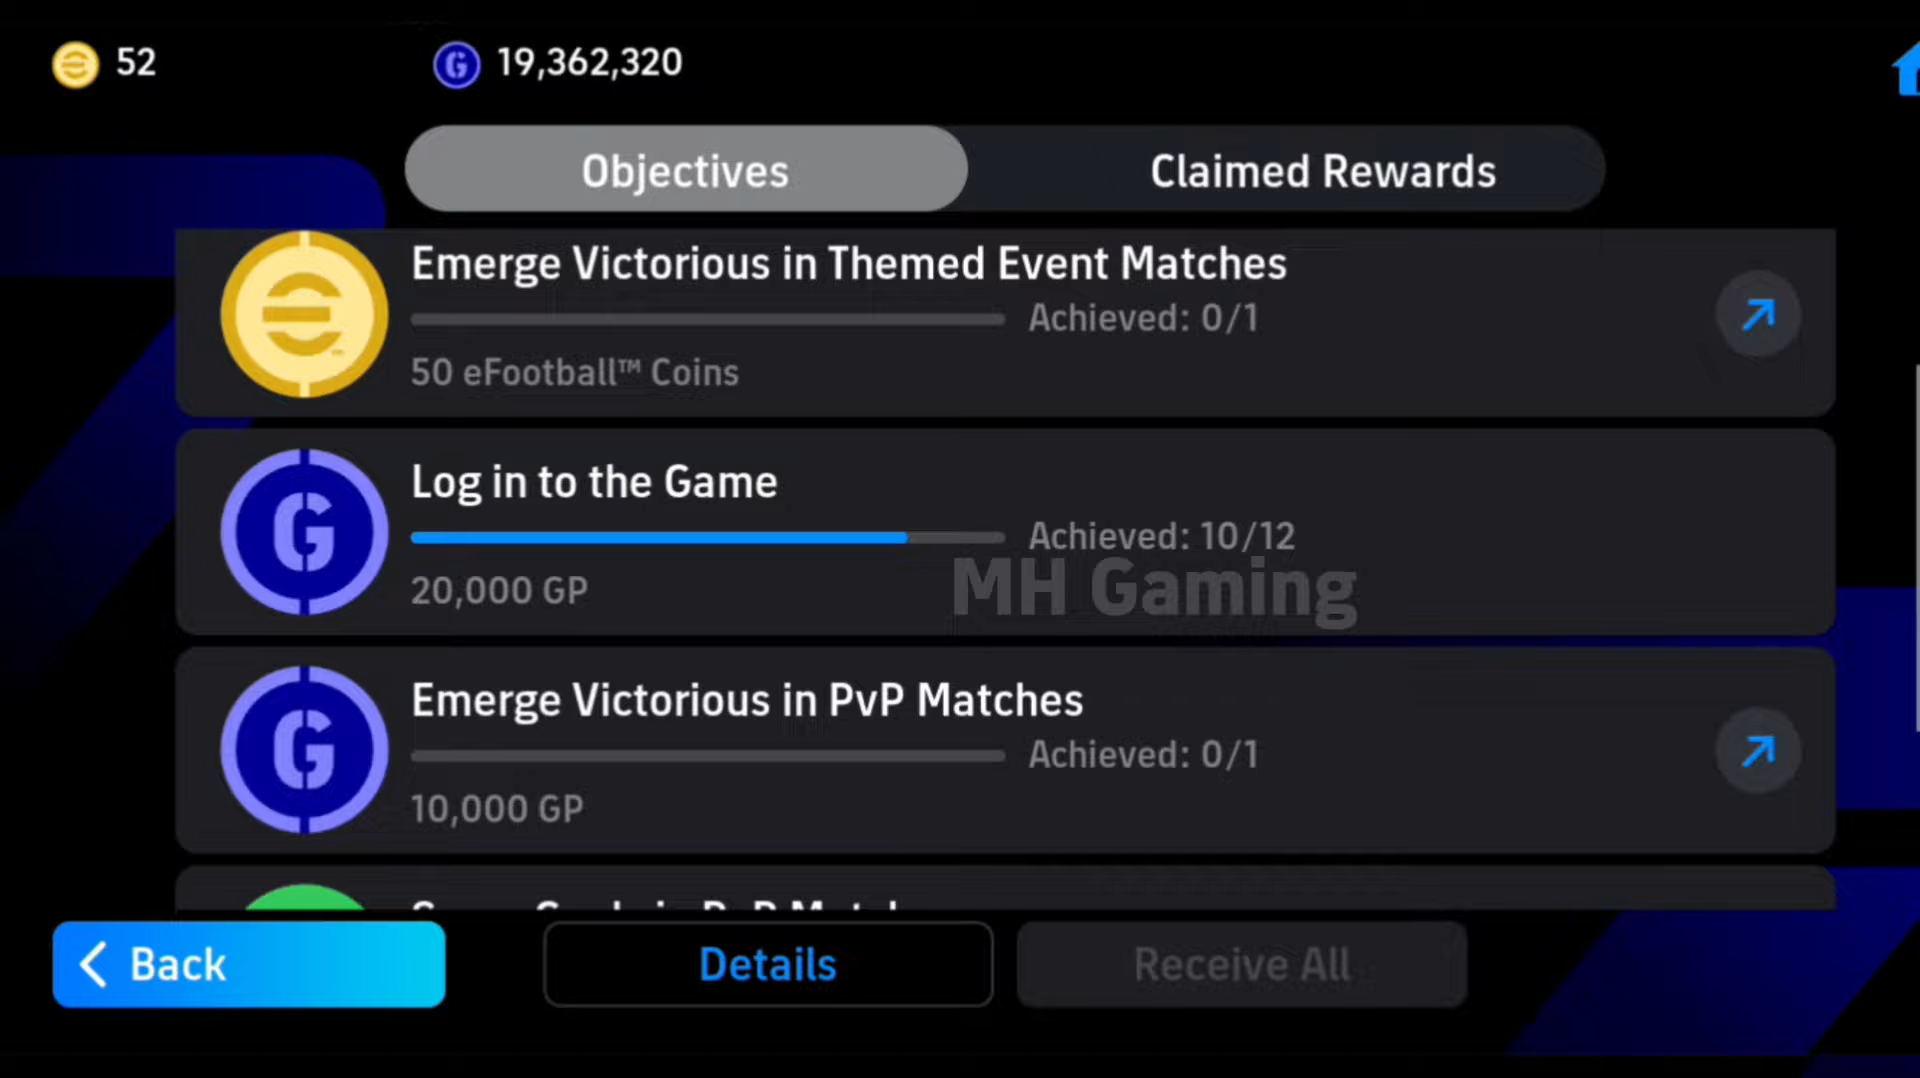 52
19,362,320
Objectives
Claimed Rewards
Emerge Victorious in Themed Event Matches
Achieved: 0/1
50 eFootball™ Coins
Log in to the Game
Achieved: 10/12
20,000 GP
MH Gaming
Emerge Victorious in PvP Matches
Achieved: 0/1
10,000 GP
Back
Details
Receive All